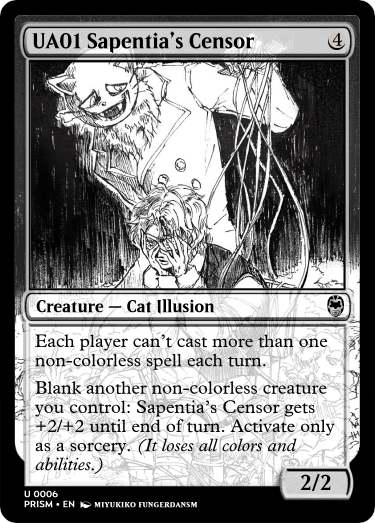 UA01 Sapentia's Censor 4
Creature — Cat Illusion
Each player can't cast more than one
non-colorless spell each turn.
Blank another non-colorless creature
you control: Sapentia's Censor gets
+2/+2 until end of turn. Activate only
as a sorcery. (It loses all colors and
abilities.)
2/2
U 0006
PRISM • EN MIYUKIKO FUNGERDANSM